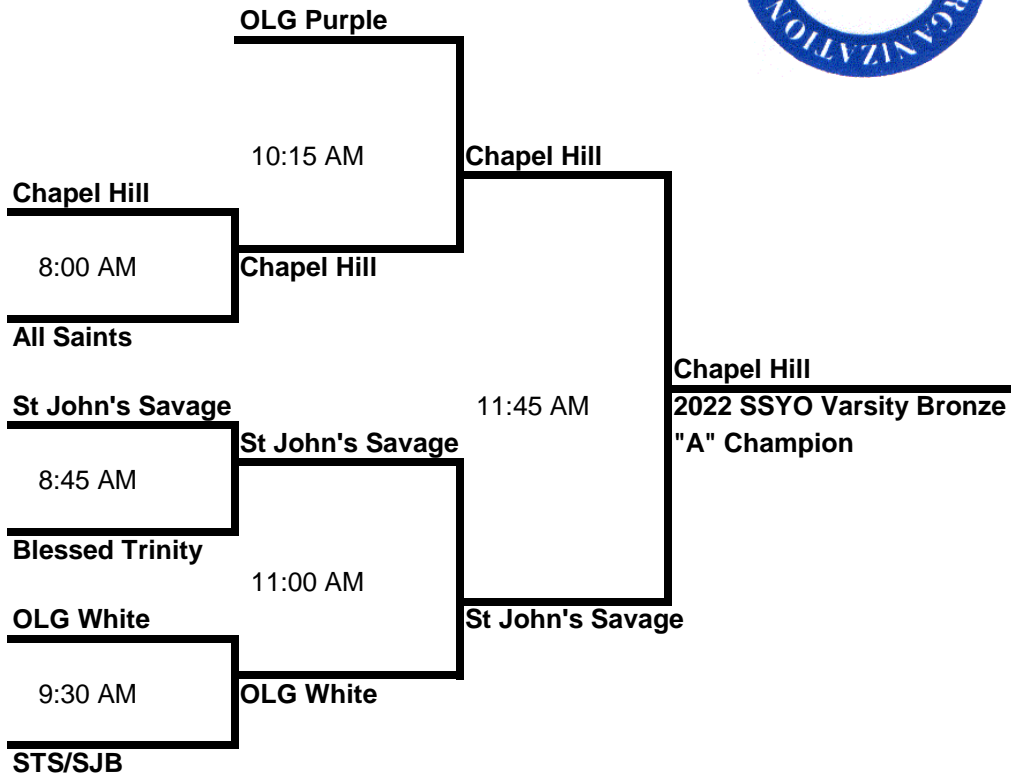 OLG Purple
RGANIZATION
10:15 AM
Chapel Hill
Chapel Hill
8:00 AM
Chapel Hill
All Saints
Chapel Hill
St John's Savage
11:45 AM
2022 SSYO Varsity Bronze
St John's Savage
"A" Champion
8:45 AM
Blessed Trinity
11:00 AM
OLG White
St John's Savage
9:30 AM
OLG White
STS/SJB